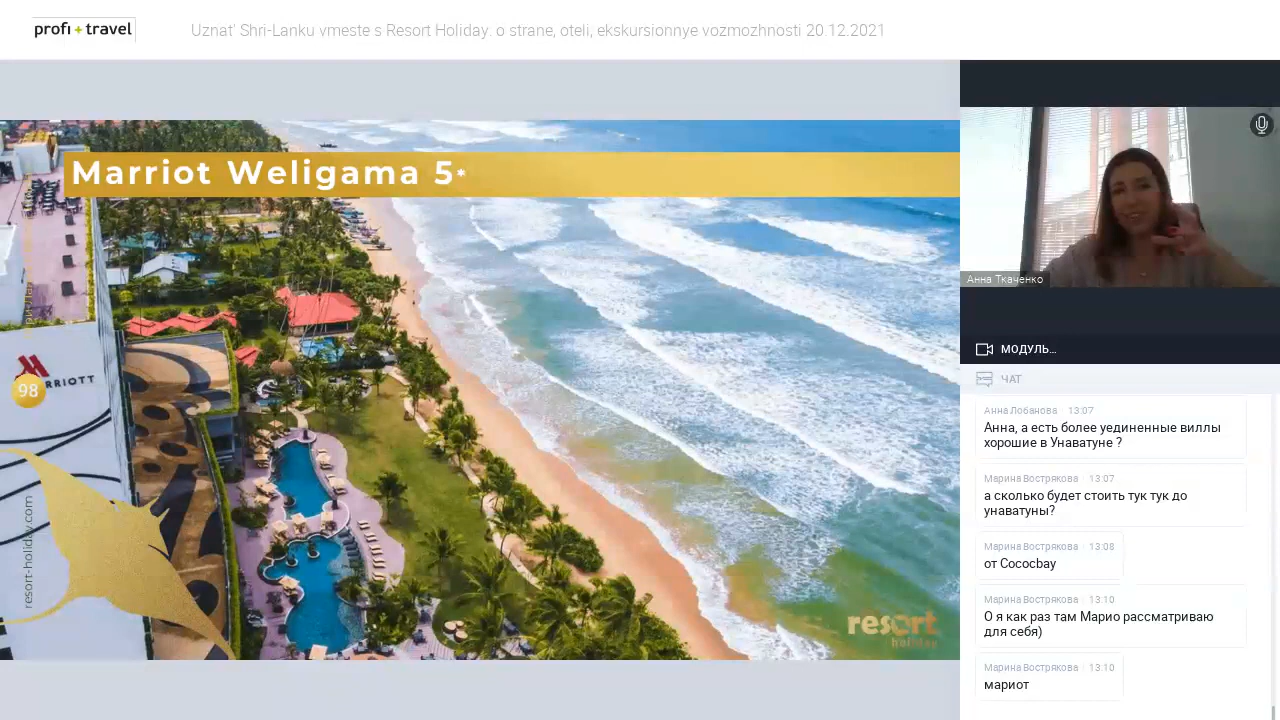 profi+travel
Uznat' Shri-Lanku vmeste s Resort Holiday: o strane, oteli, ekskursionnye vozmozhnosti 20.12.2021
Marriot Weligama 5*
RRIOTT
98
resort-holiday.com
resort
holiday
Анна Ткаченко
МОДУЛЬ...
ЧАТ
Анна Лобанова 13:07
Анна, а есть более уединенные виллы
хорошие в Унаватуне ?
Марина Вострякова 13:07
а сколько будет стоить тук тук до
унаватуны?
Марина Вострякова 13:08
от Cococbay
Марина Вострякова 13:10
О я как раз там Марио рассматриваю
для себя)
Марина Вострякова 13:10
мариот